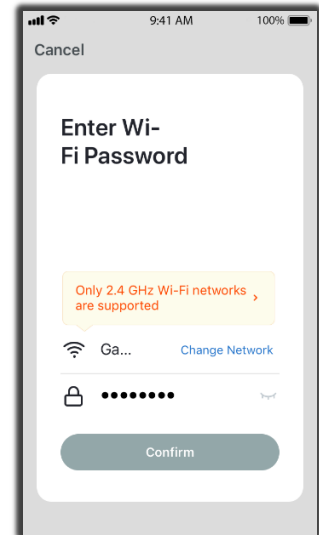 9:41 AM
100%
Cancel
Enter Wi-
Fi Password
Only 2.4 GHz Wi-Fi networks
are supported
Ga...
Change Network
Confirm